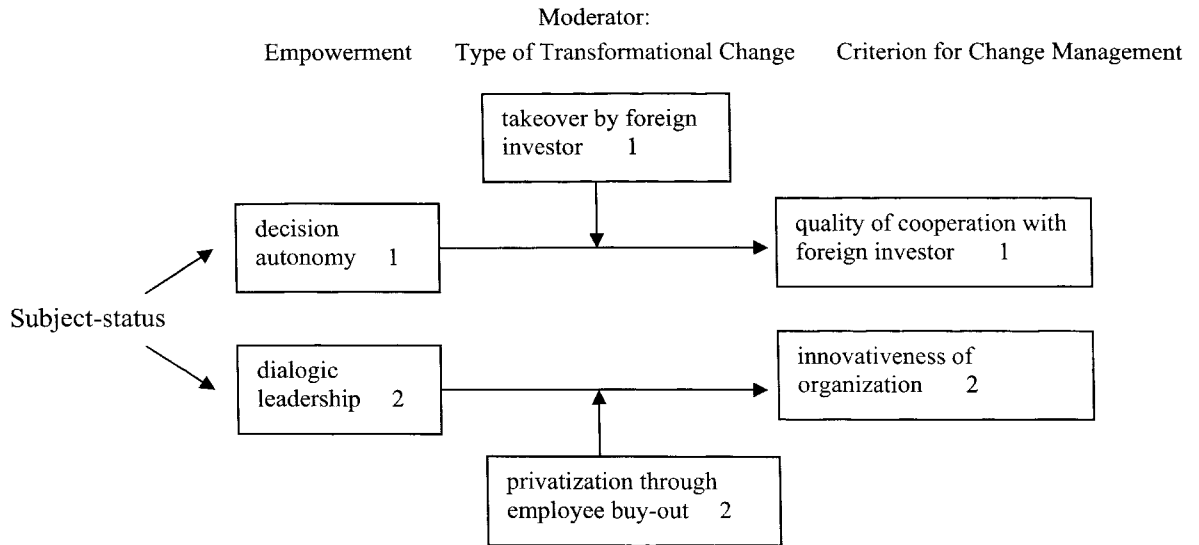 Moderator:
Empowerment Type of Transformational Change Criterion for Change Management
takeover by foreign
investor 1
decision
autonomy 1
quality of cooperation with
foreign investor 1
Subject-status
dialogic
leadership 2
innovativeness of
organization 2
privatization through
employee buy-out 2